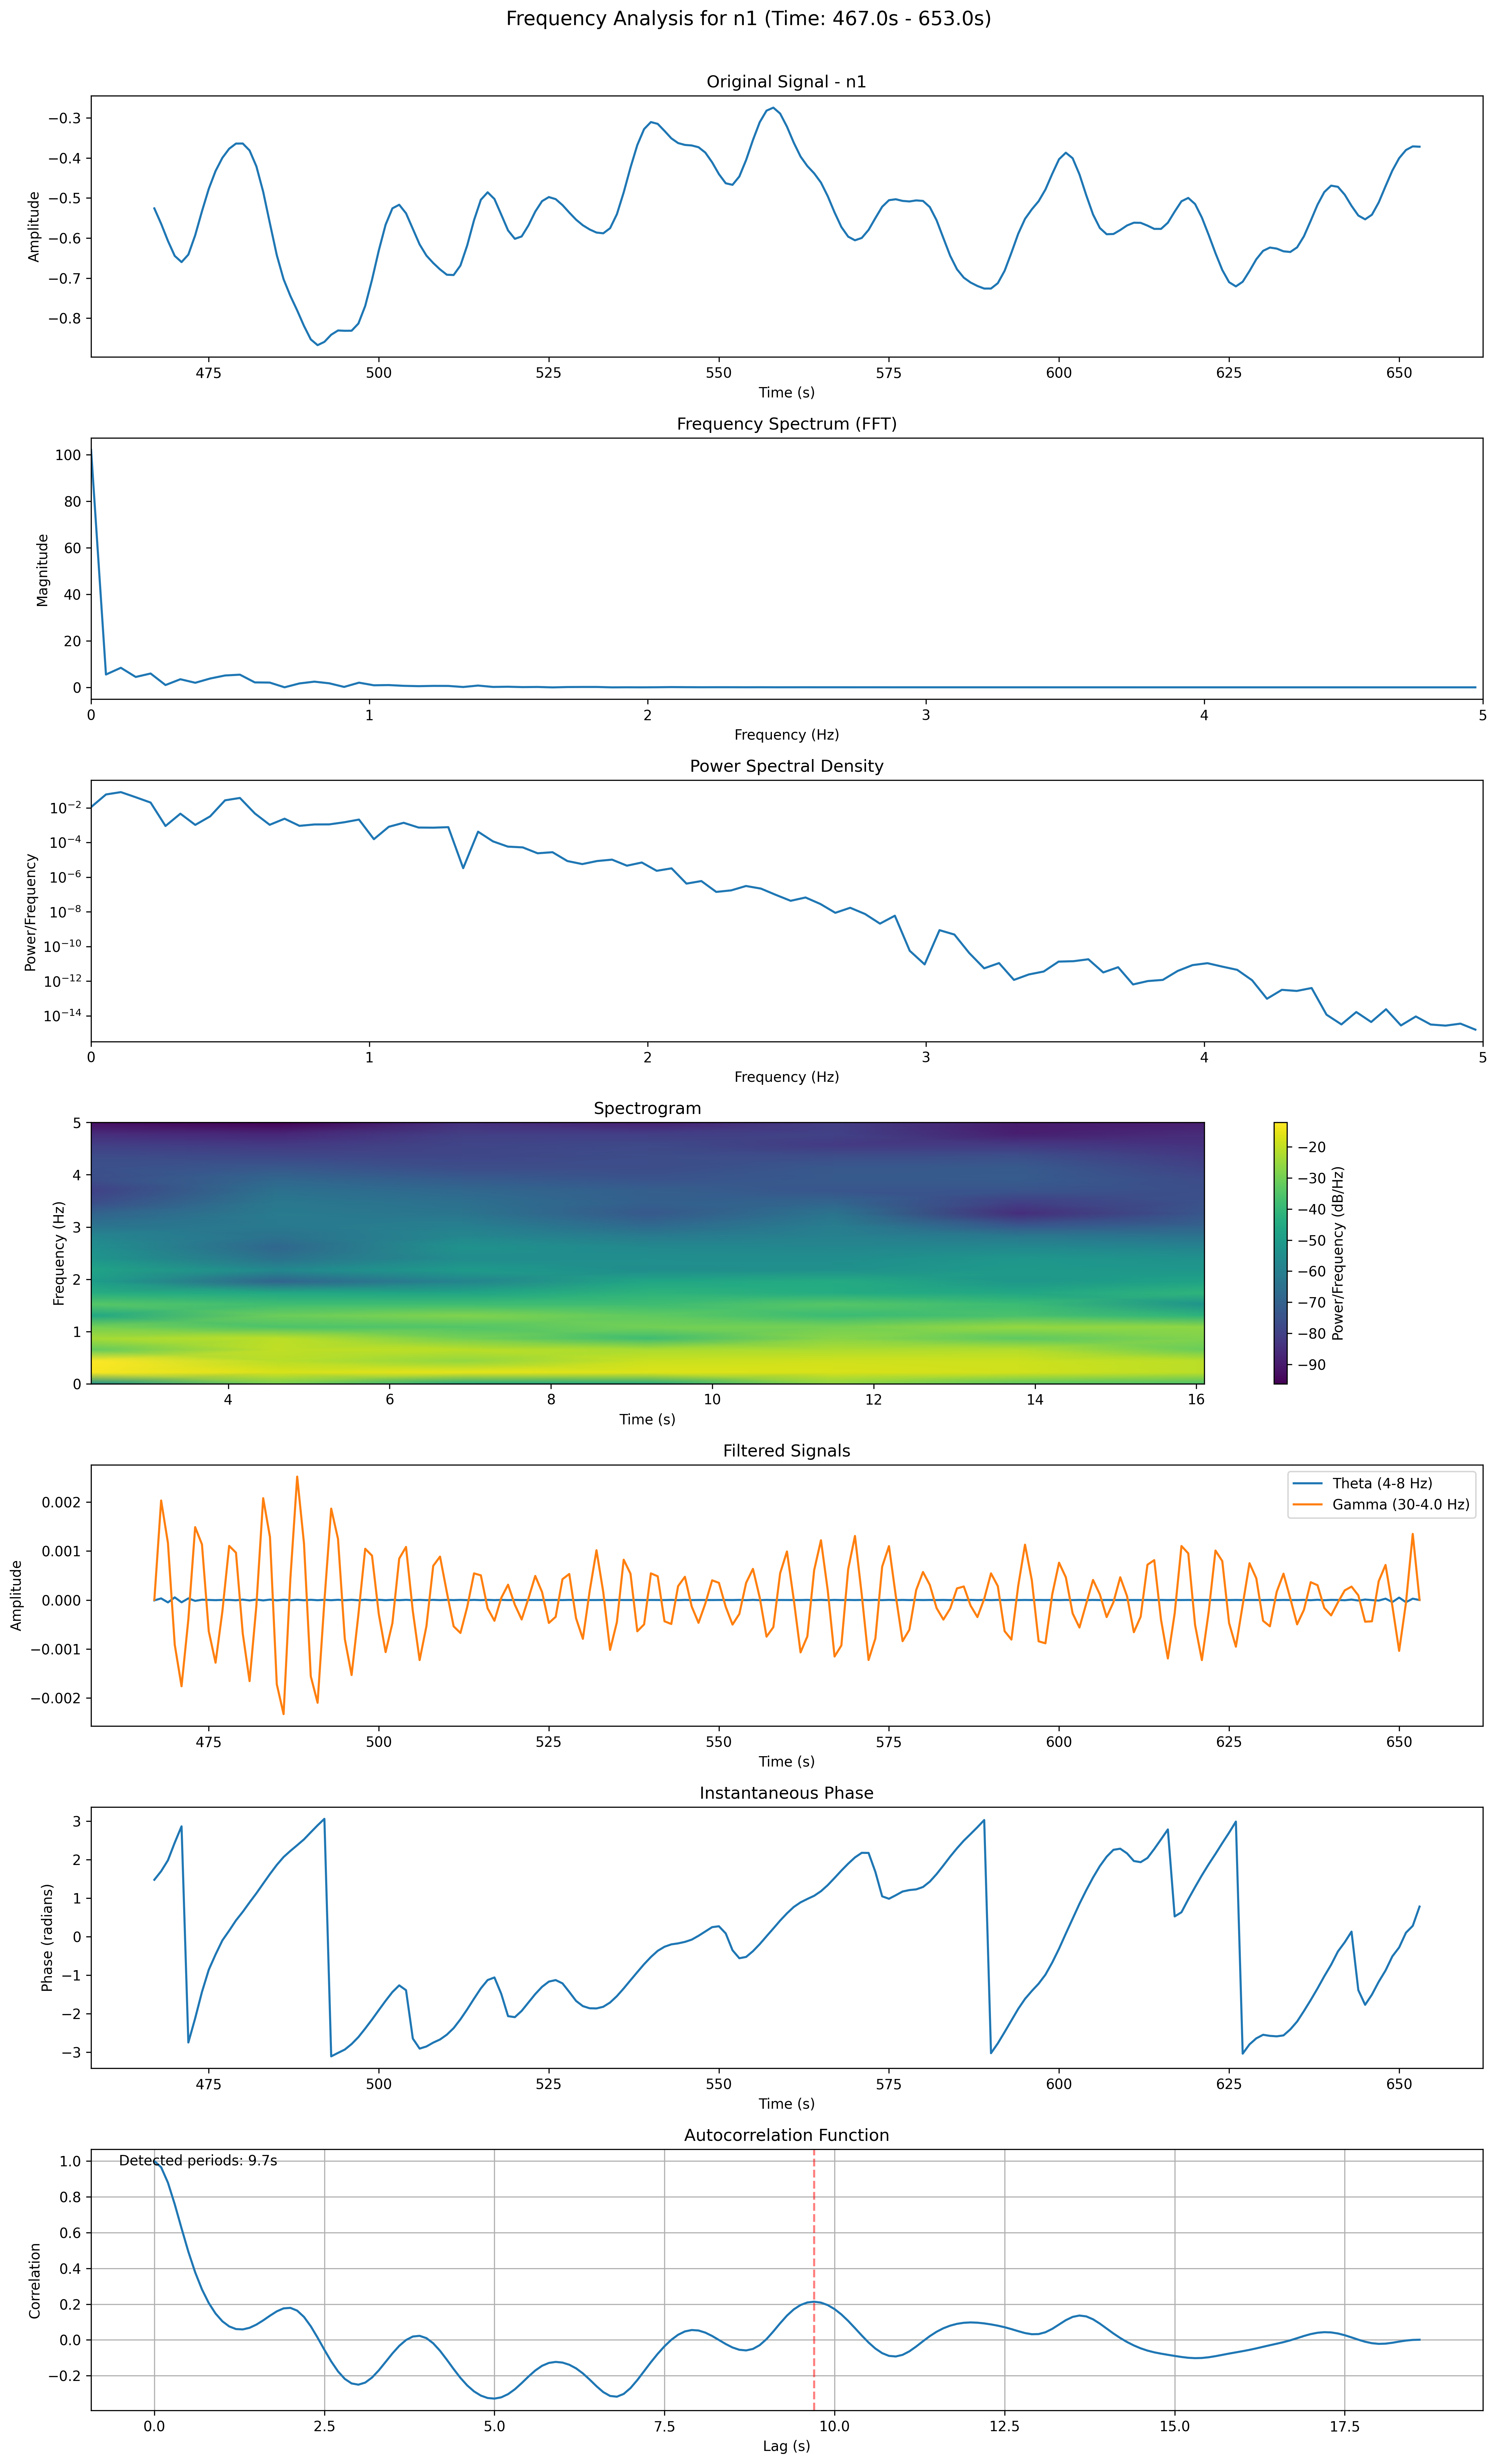 Frequency Analysis for n1 (Time: 467.0s - 653.0s)
Original Signal - n1
Amplitude
−0.3
−0.4
−0.5
−0.6
−0.7
−0.8
475 500 525 550 575 600 625 650
Time (s)
Frequency Spectrum (FFT)
Magnitude
100
80
60
40
20
0
0 1 2 3 4 5
Frequency (Hz)
Power Spectral Density
Power/Frequency
10⁻²
10⁻⁴
10⁻⁶
10⁻⁸
10⁻¹⁰
10⁻¹²
10⁻¹⁴
0 1 2 3 4 5
Frequency (Hz)
Spectrogram
Frequency (Hz)
5
4
3
2
1
0
4 6 8 10 12 14 16
Time (s)
−20
−30
−40
−50
−60
−70
−80
−90
Power/Frequency (dB/Hz)
Filtered Signals
Amplitude
0.002
0.001
0.000
−0.001
−0.002
Theta (4-8 Hz)
Gamma (30-4.0 Hz)
475 500 525 550 575 600 625 650
Time (s)
Instantaneous Phase
Phase (radians)
3
2
1
0
−1
−2
−3
475 500 525 550 575 600 625 650
Time (s)
Autocorrelation Function
Detected periods: 9.7s
Correlation
1.0
0.8
0.6
0.4
0.2
0.0
−0.2
0.0 2.5 5.0 7.5 10.0 12.5 15.0 17.5
Lag (s)